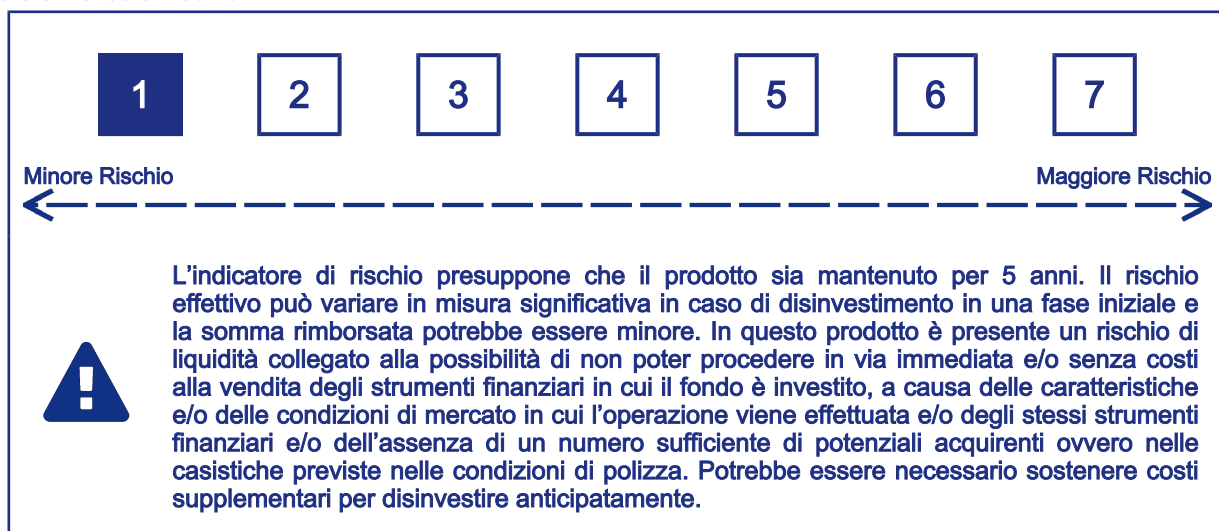 1 2 3 4 5 6 7
Minore Rischio Maggiore Rischio
L'indicatore di rischio presuppone che il prodotto sia mantenuto per 5 anni. Il rischio
effettivo può variare in misura significativa in caso di disinvestimento in una fase iniziale e
la somma rimborsata potrebbe essere minore. In questo prodotto è presente un rischio di
liquidità collegato alla possibilità di non poter procedere in via immediata e/o senza costi
alla vendita degli strumenti finanziari in cui il fondo è investito, a causa delle caratteristiche
e/o delle condizioni di mercato in cui l'operazione viene effettuata e/o degli stessi strumenti
finanziari e/o dell'assenza di un numero sufficiente di potenziali acquirenti ovvero nelle
casistiche previste nelle condizioni di polizza. Potrebbe essere necessario sostenere costi
supplementari per disinvestire anticipatamente.